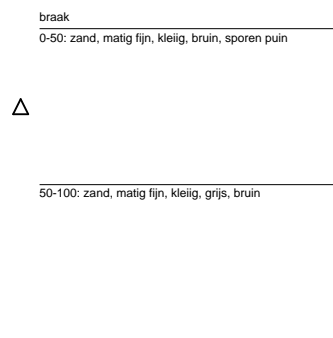 braak
0-50: zand, matig fijn, kleiig, bruin, sporen puin
50-100: zand, matig fijn, kleiig, grijs, bruin